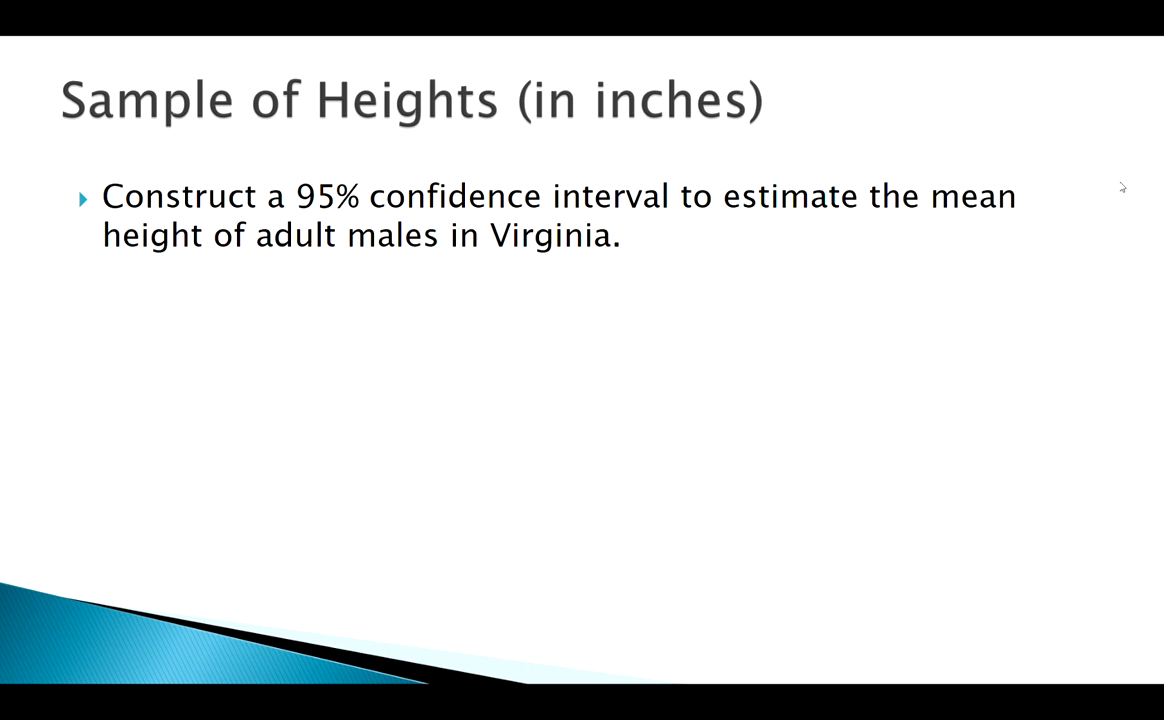 Sample of Heights (in inches)
Construct a 95% confidence interval to estimate the mean
height of adult males in Virginia.